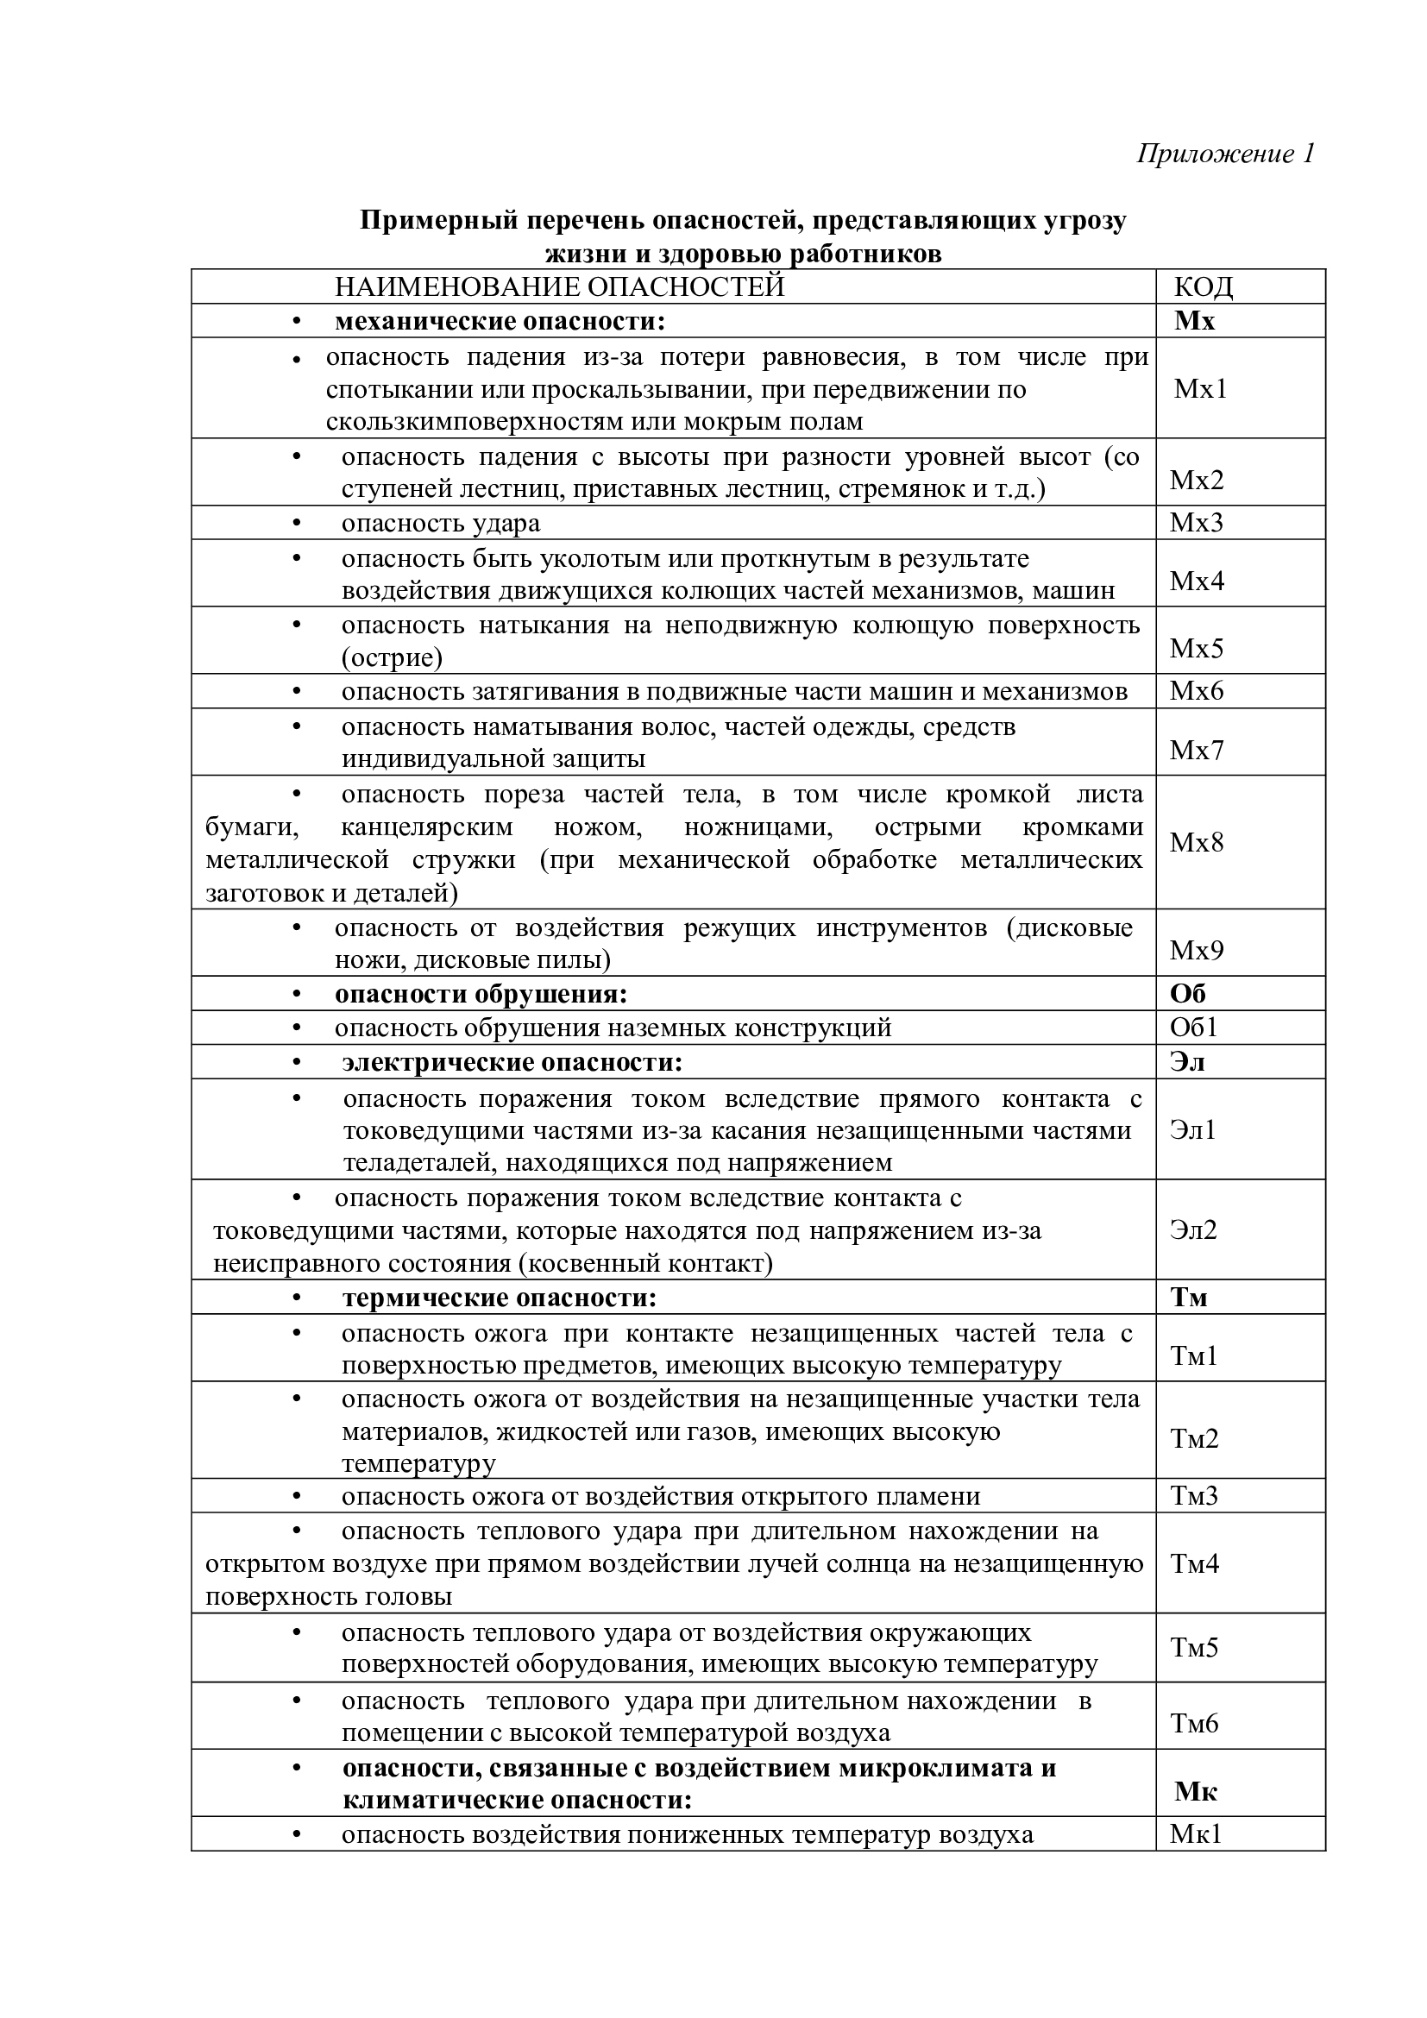 Приложение 1
Примерный перечень опасностей, представляющих угрозу
жизни и здоровью работников
НАИМЕНОВАНИЕ ОПАСНОСТЕЙ КОД
• механические опасности: Мх
• опасность падения из-за потери равновесия, в том числе при
спотыкании или проскальзывании, при передвижении по Мх1
скользкимповерхностям или мокрым полам
• опасность падения с высоты при разности уровней высот (со
ступеней лестниц, приставных лестниц, стремянок и т.д.) Мх2
• опасность удара Мх3
• опасность быть уколотым или проткнутым в результате
воздействия движущихся колющих частей механизмов, машин Мх4
• опасность натыкания на неподвижную колющую поверхность
(острие) Мх5
• опасность затягивания в подвижные части машин и механизмов Мх6
• опасность наматывания волос, частей одежды, средств
индивидуальной защиты Мх7
• опасность пореза частей тела, в том числе кромкой листа
бумаги, канцелярским ножом, ножницами, острыми кромками
металлической стружки (при механической обработке металлических Мх8
заготовок и деталей)
• опасность от воздействия режущих инструментов (дисковые
ножи, дисковые пилы) Мх9
• опасности обрушения: Об
• опасность обрушения наземных конструкций Об1
• электрические опасности: Эл
• опасность поражения током вследствие прямого контакта с
токоведущими частями из-за касания незащищенными частями Эл1
теладеталей, находящихся под напряжением
• опасность поражения током вследствие контакта с
токоведущими частями, которые находятся под напряжением из-за Эл2
неисправного состояния (косвенный контакт)
• термические опасности: Тм
• опасность ожога при контакте незащищенных частей тела с
поверхностью предметов, имеющих высокую температуру Тм1
• опасность ожога от воздействия на незащищенные участки тела
материалов, жидкостей или газов, имеющих высокую Тм2
температуру
• опасность ожога от воздействия открытого пламени Тм3
• опасность теплового удара при длительном нахождении на
открытом воздухе при прямом воздействии лучей солнца на незащищенную Тм4
поверхность головы
• опасность теплового удара от воздействия окружающих
поверхностей оборудования, имеющих высокую температуру Тм5
• опасность теплового удара при длительном нахождении в
помещении с высокой температурой воздуха Тм6
• опасности, связанные с воздействием микроклимата и
климатические опасности: Мк
• опасность воздействия пониженных температур воздуха Мк1